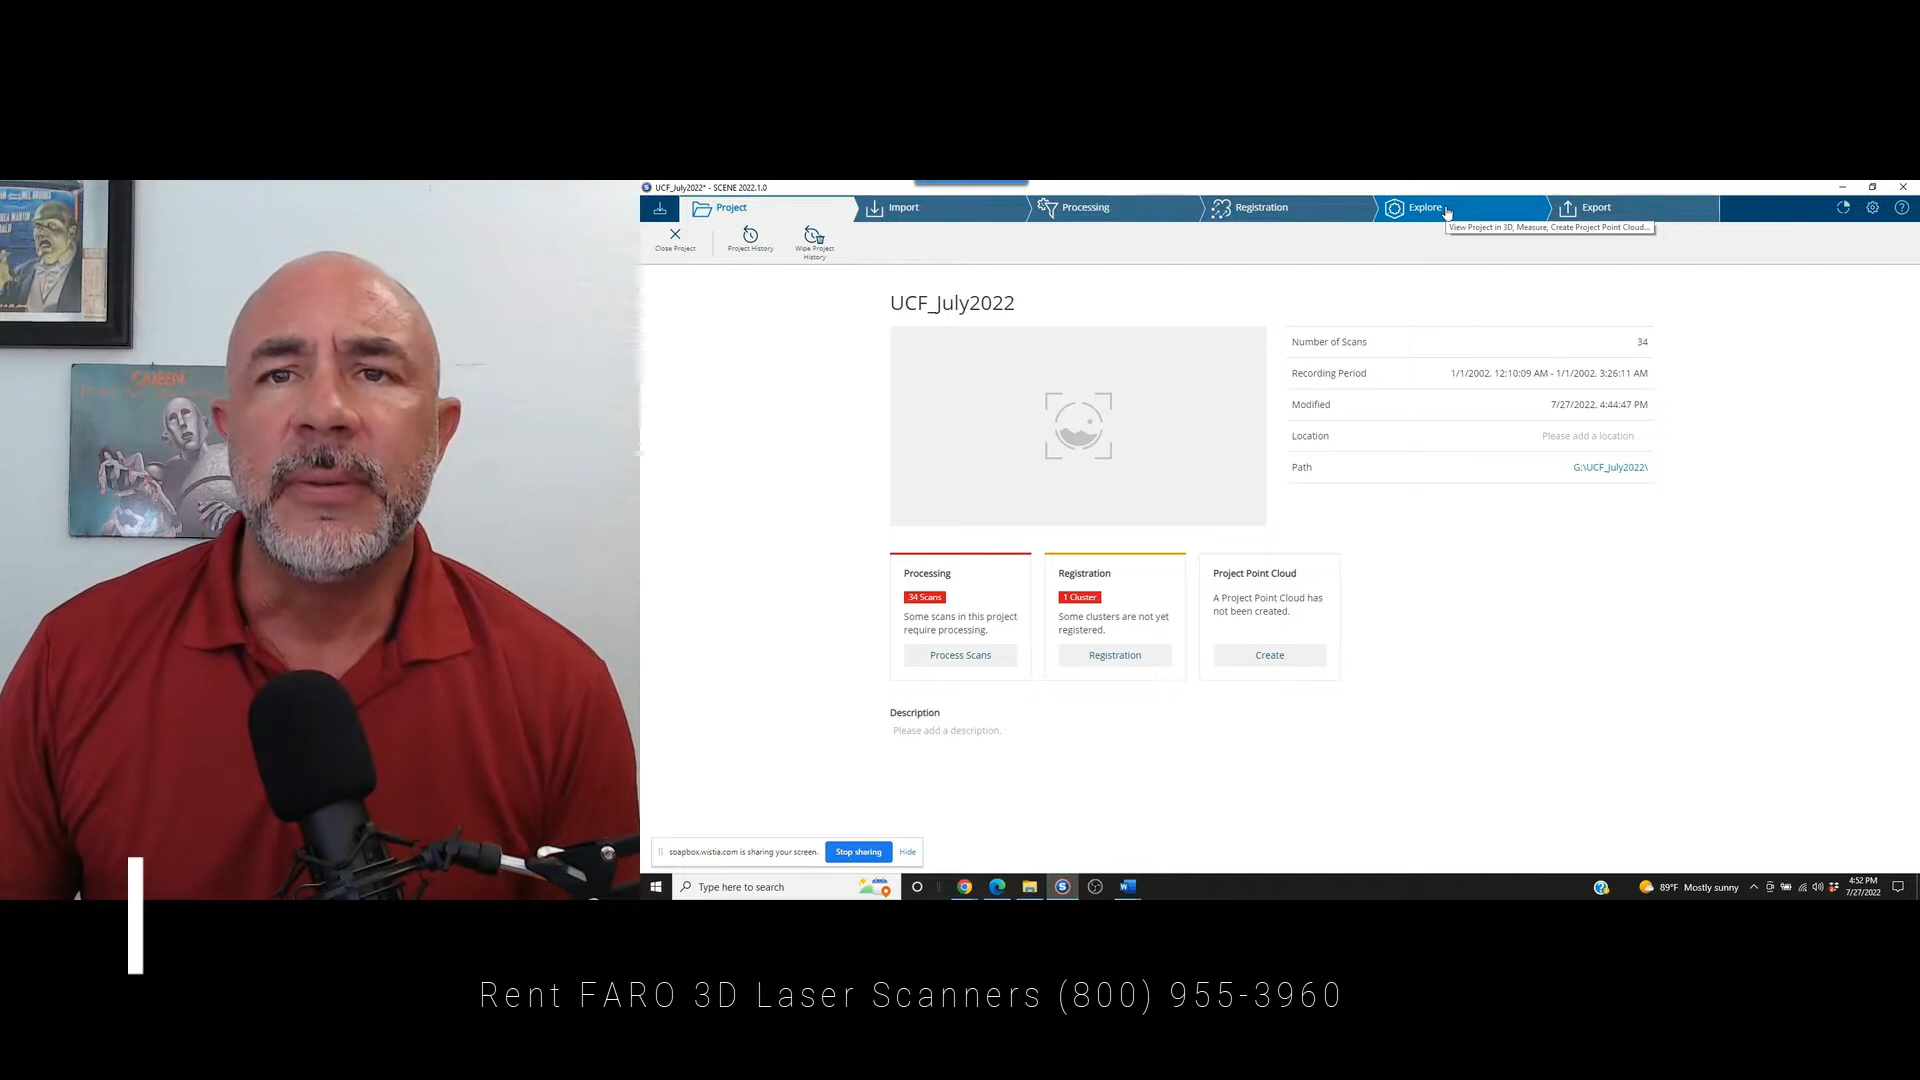 QUEEN
UCF_July2022* - SCENE 2022.1.0
Project
Import
Processing
Registration
Explore
Export
View Project in 3D, Measure, Create Project Point Cloud...
Close Project
Project History
Wipe Project
History
UCF_July2022
Number of Scans
34
Recording Period
1/1/2002, 12:10:09 AM - 1/1/2002, 3:26:11 AM
Modified
7/27/2022, 4:44:47 PM
Location
Please add a location
Path
G:\UCF_July2022\
Processing
34 Scans
Some scans in this project
require processing.
Process Scans
Registration
1 Cluster
Some clusters are not yet
registered.
Registration
Project Point Cloud
A Project Point Cloud has
not been created.
Create
Description
Please add a description.
soapbox.wistia.com is sharing your screen.
Stop sharing
Hide
Type here to search
89°F Mostly sunny
4:52 PM
7/27/2022
Rent FARO 3D Laser Scanners (800) 955-3960